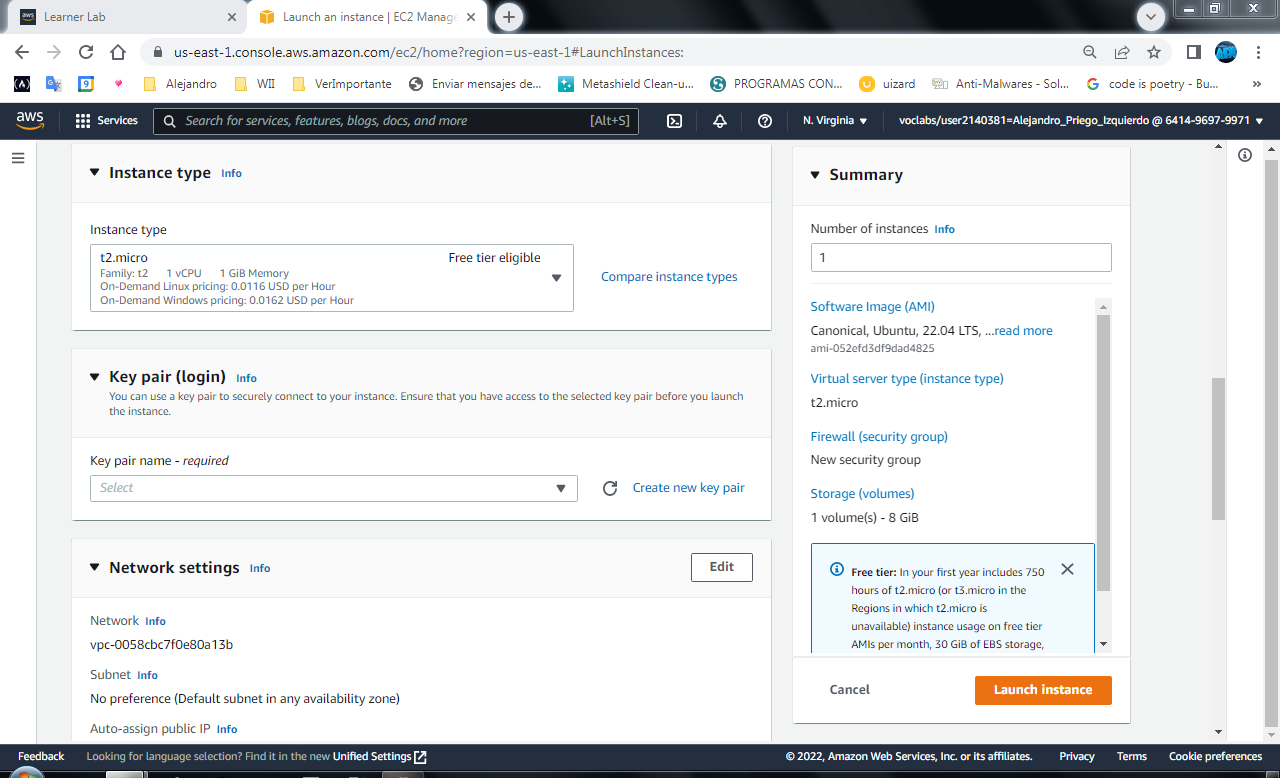 Learner Lab
Launch an instance | EC2 Manage
us-east-1.console.aws.amazon.com/ec2/home?region=us-east-1#LaunchInstances:
Alejandro
WII
VerImportante
Enviar mensajes de...
Metashield Clean-u...
PROGRAMAS CON...
uizard
Anti-Malwares - Sol...
code is poetry - Bu...
»
aws
Services
Search for services, features, blogs, docs, and more
[Alt+S]
N. Virginia
voclabs/user2140381=Alejandro_Priego_Izquierdo @ 6414-9697-9971
Instance type Info
Instance type
t2.micro
Free tier eligible
Family: t2 1 vCPU 1 GiB Memory
On-Demand Linux pricing: 0.0116 USD per Hour
On-Demand Windows pricing: 0.0162 USD per Hour
Compare instance types
Key pair (login) Info
You can use a key pair to securely connect to your instance. Ensure that you have access to the selected key pair before you launch
the instance.
Key pair name - required
Select
Create new key pair
Network settings Info
Edit
Network Info
vpc-0058cbc7f0e80a13b
Subnet Info
No preference (Default subnet in any availability zone)
Auto-assign public IP Info
Summary
Number of instances Info
1
Software Image (AMI)
Canonical, Ubuntu, 22.04 LTS, ...read more
ami-052efd3df9dad4825
Virtual server type (instance type)
t2.micro
Firewall (security group)
New security group
Storage (volumes)
1 volume(s) - 8 GiB
Free tier: In your first year includes 750
hours of t2.micro (or t3.micro in the
Regions in which t2.micro is
unavailable) instance usage on free tier
AMIs per month, 30 GiB of EBS storage,
Cancel
Launch instance
Feedback
Looking for language selection? Find it in the new Unified Settings
© 2022, Amazon Web Services, Inc. or its affiliates.
Privacy
Terms
Cookie preferences